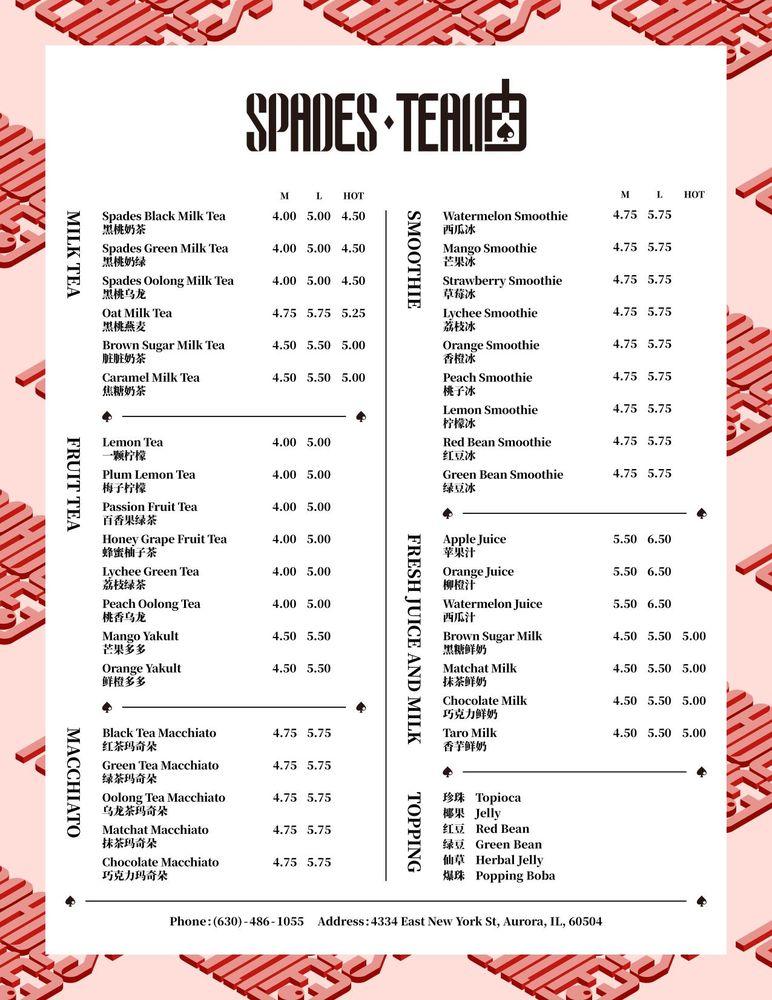 SPADES ♦ TEALIF肉
M L HOT
MILK TEA
Spades Black Milk Tea 4.00 5.00 4.50
黑桃奶茶
Spades Green Milk Tea 4.00 5.00 4.50
黑桃奶绿
Spades Oolong Milk Tea 4.00 5.00 4.50
黑桃乌龙
Oat Milk Tea 4.75 5.75 5.25
黑桃燕麦
Brown Sugar Milk Tea 4.50 5.50 5.00
脏脏奶茶
Caramel Milk Tea 4.50 5.50 5.00
焦糖奶茶
FRUIT TEA
Lemon Tea 4.00 5.00
一颗柠檬
Plum Lemon Tea 4.00 5.00
梅子柠檬
Passion Fruit Tea 4.00 5.00
百香果绿茶
Honey Grape Fruit Tea 4.00 5.00
蜂蜜柚子茶
Lychee Green Tea 4.00 5.00
荔枝绿茶
Peach Oolong Tea 4.00 5.00
桃香乌龙
Mango Yakult 4.50 5.50
芒果多多
Orange Yakult 4.50 5.50
鲜橙多多
MACCHIATO
Black Tea Macchiato 4.75 5.75
红茶玛奇朵
Green Tea Macchiato 4.75 5.75
绿茶玛奇朵
Oolong Tea Macchiato 4.75 5.75
乌龙茶玛奇朵
Matchat Macchiato 4.75 5.75
抹茶玛奇朵
Chocolate Macchiato 4.75 5.75
巧克力玛奇朵
M L HOT
SMOOTHIE
Watermelon Smoothie 4.75 5.75
西瓜冰
Mango Smoothie 4.75 5.75
芒果冰
Strawberry Smoothie 4.75 5.75
草莓冰
Lychee Smoothie 4.75 5.75
荔枝冰
Orange Smoothie 4.75 5.75
香橙冰
Peach Smoothie 4.75 5.75
桃子冰
Lemon Smoothie 4.75 5.75
柠檬冰
Red Bean Smoothie 4.75 5.75
红豆冰
Green Bean Smoothie 4.75 5.75
绿豆冰
FRESH JUICE AND MILK
Apple Juice 5.50 6.50
苹果汁
Orange Juice 5.50 6.50
柳橙汁
Watermelon Juice 5.50 6.50
西瓜汁
Brown Sugar Milk 4.50 5.50 5.00
黑糖鲜奶
Matchat Milk 4.50 5.50 5.00
抹茶鲜奶
Chocolate Milk 4.50 5.50 5.00
巧克力鲜奶
Taro Milk 4.50 5.50 5.00
香芋鲜奶
TOPPING
珍珠 Topioca
椰果 Jelly
红豆 Red Bean
绿豆 Green Bean
仙草 Herbal Jelly
爆珠 Popping Boba
Phone:(630)-486-1055 Address:4334 East New York St, Aurora, IL, 60504